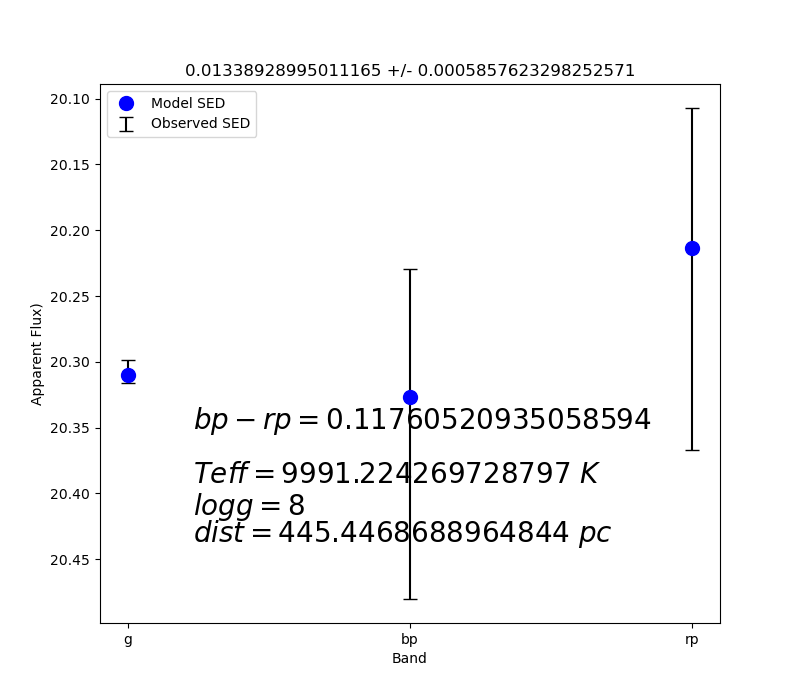 0.01338928995011165 +/- 0.0005857623298252571
Model SED
Observed SED
20.10
20.15
20.20
20.25
20.30
20.35
20.40
20.45
Apparent Flux)
bp − rp = 0.11760520935058594
Teff = 9991.224269728797 K
logg = 8
dist = 445.4468688964844 pc
g bp rp
Band